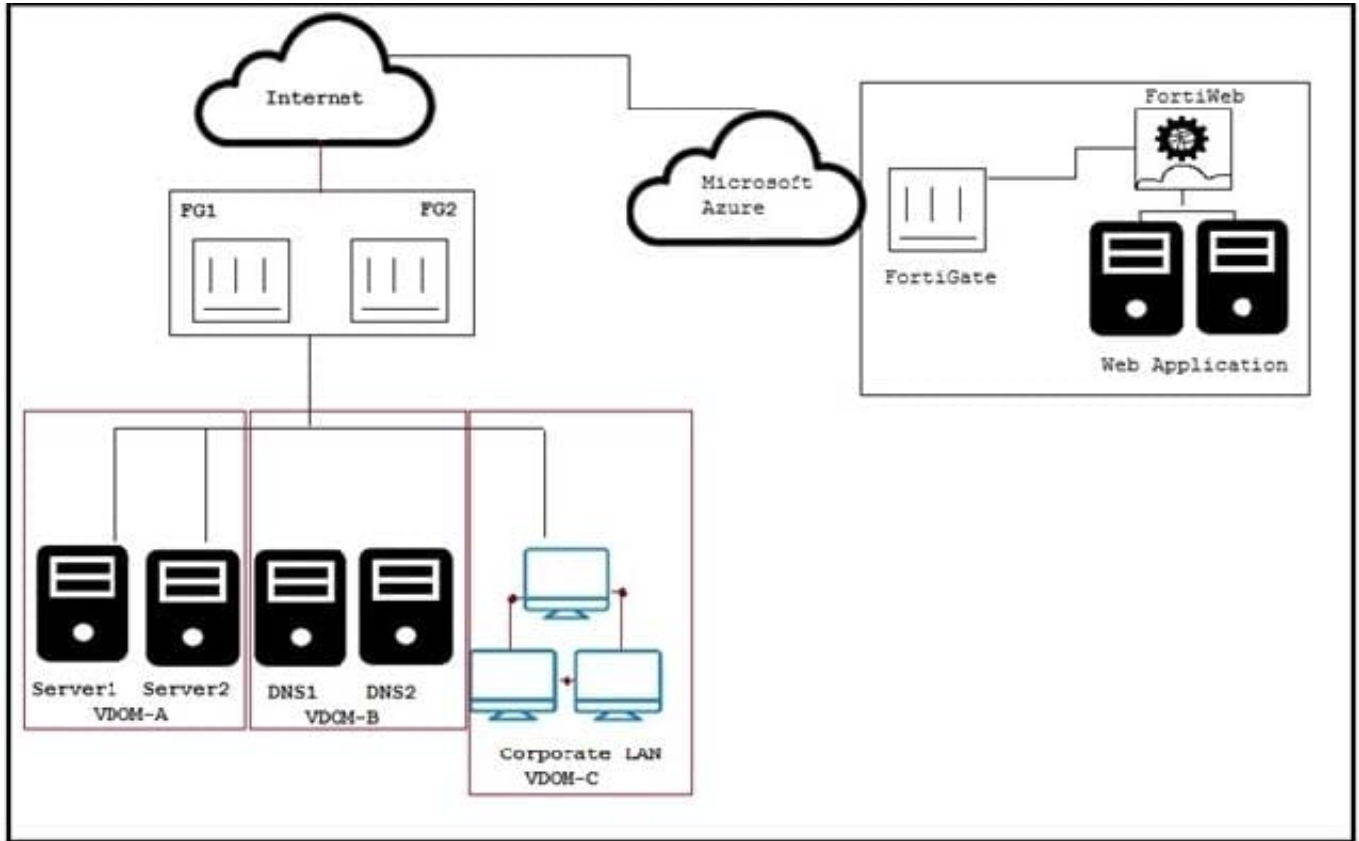 Internet
Microsoft
Azure
FortiWeb
FortiGate
Web Application
FG1
FG2
Server1
Server2
VDOM-A
DNS1
DNS2
VDOM-B
Corporate LAN
VDOM-C